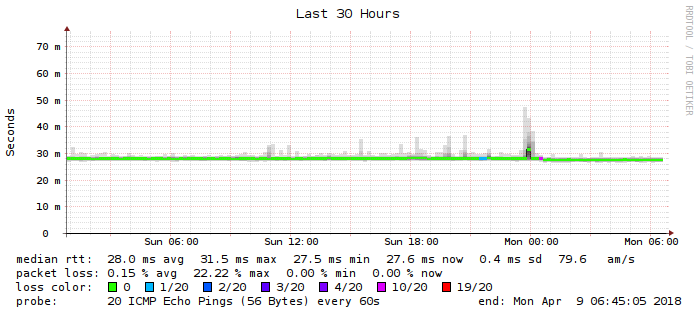 Last 30 Hours
RRDTOOL / TOBI OETIKER
Seconds
70 m
60 m
50 m
40 m
30 m
20 m
10 m
0
Sun 06:00 Sun 12:00 Sun 18:00 Mon 00:00 Mon 06:00
median rtt: 28.0 ms avg 31.5 ms max 27.5 ms min 27.6 ms now 0.4 ms sd 79.6 am/s
packet loss: 0.15 % avg 22.22 % max 0.00 % min 0.00 % now
loss color: 0 1/20 2/20 3/20 4/20 10/20 19/20
probe: 20 ICMP Echo Pings (56 Bytes) every 60s end: Mon Apr 9 06:45:05 2018